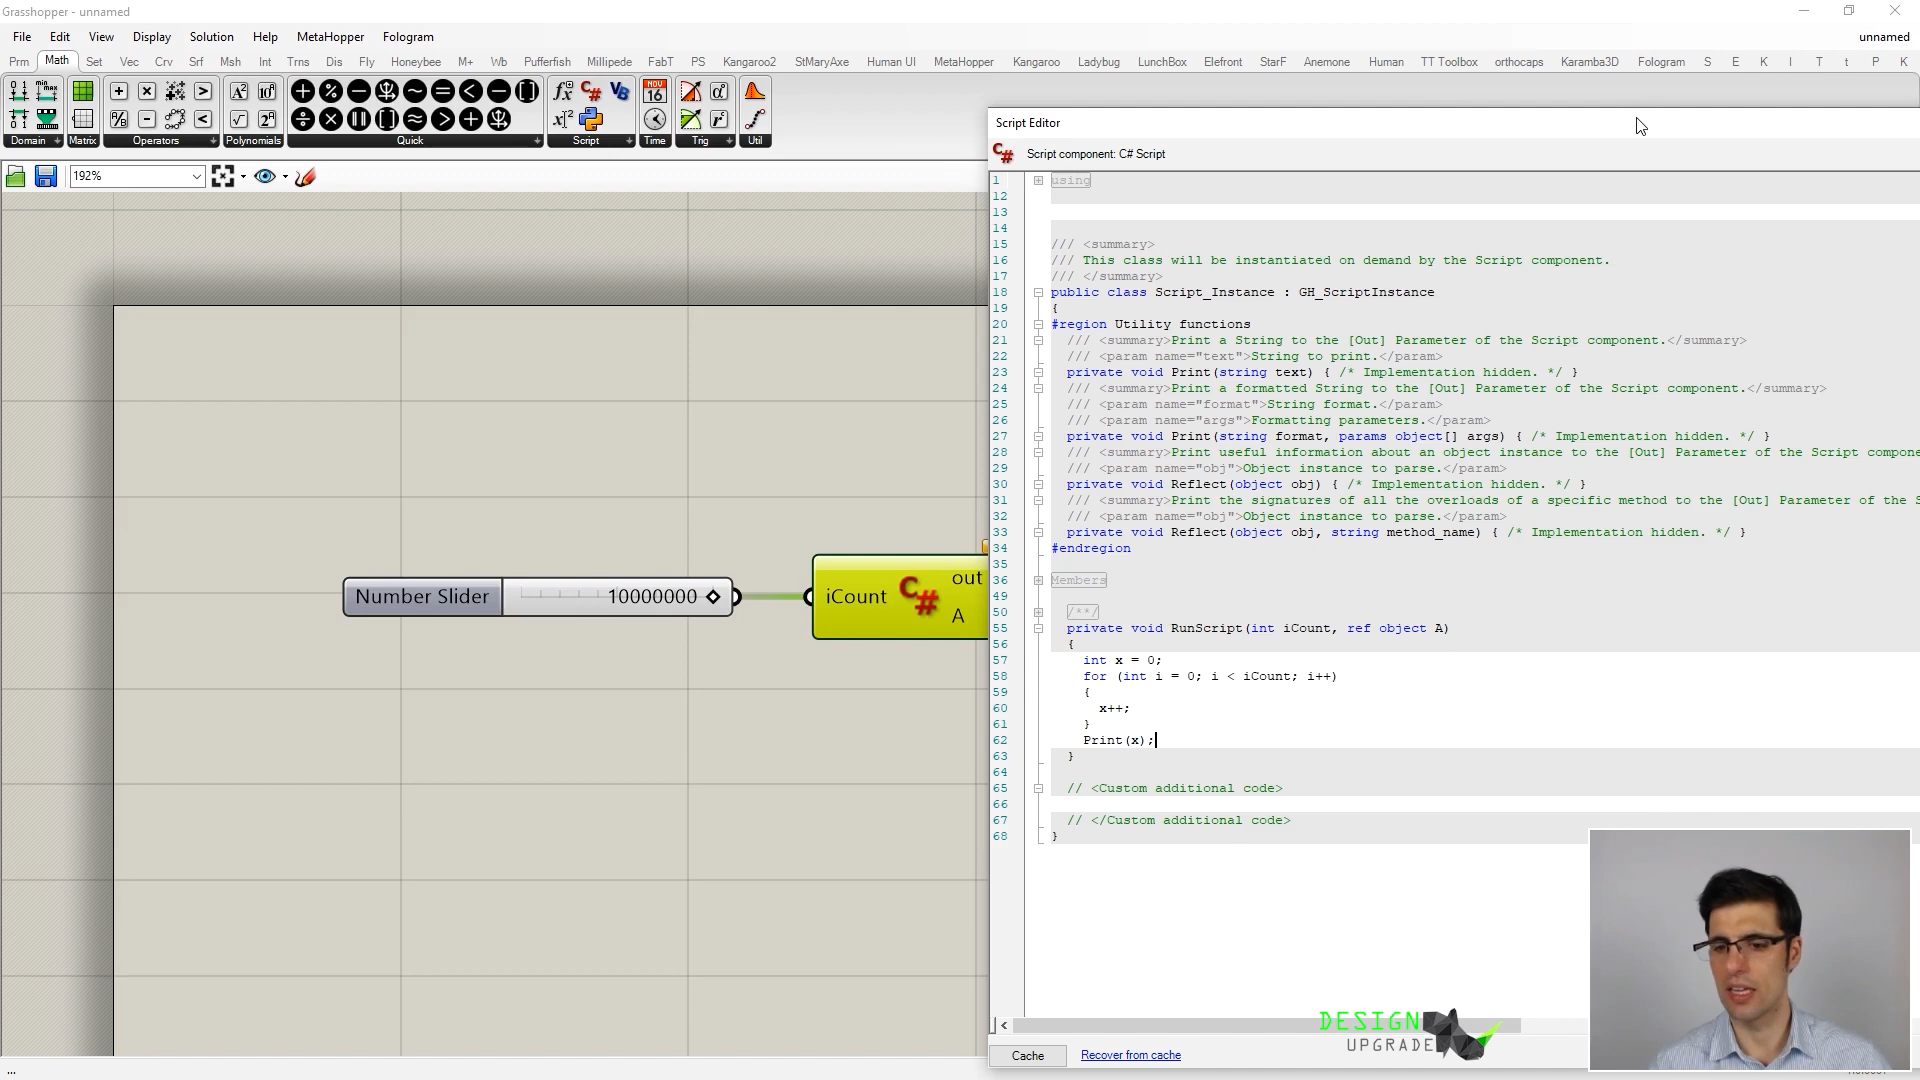 Grasshopper - unnamed
File Edit View Display Solution Help MetaHopper Fologram unnamed
Prm Math Set Vec Crv Srf Msh Int Trns Dis Fly Honeybee M+ Wb Pufferfish Millipede FabT PS Kangaroo2 StMaryAxe Human UI MetaHopper Kangaroo Ladybug LunchBox Elefront StarF Anemone Human TT Toolbox orthocaps Karamba3D Fologram S E K I T t P K
Domain Matrix Operators Polynomials Quick Script Time Trig Util
192%
Number Slider 10000000
iCount C# out
A
Script Editor
C# Script component: C# Script
1 using
12
13
14
15 /// <summary>
16 /// This class will be instantiated on demand by the Script component.
17 /// </summary>
18 public class Script_Instance : GH_ScriptInstance
19 {
20 #region Utility functions
21 /// <summary>Print a String to the [Out] Parameter of the Script component.</summary>
22 /// <param name="text">String to print.</param>
23 private void Print(string text) { /* Implementation hidden. */ }
24 /// <summary>Print a formatted String to the [Out] Parameter of the Script component.</summary>
25 /// <param name="format">String format.</param>
26 /// <param name="args">Formatting parameters.</param>
27 private void Print(string format, params object[] args) { /* Implementation hidden. */ }
28 /// <summary>Print useful information about an object instance to the [Out] Parameter of the Script compone
29 /// <param name="obj">Object instance to parse.</param>
30 private void Reflect(object obj) { /* Implementation hidden. */ }
31 /// <summary>Print the signatures of all the overloads of a specific method to the [Out] Parameter of the S
32 /// <param name="obj">Object instance to parse.</param>
33 private void Reflect(object obj, string method_name) { /* Implementation hidden. */ }
34 #endregion
35
36 Members
50 /**/
55 private void RunScript(int iCount, ref object A)
56 {
57 int x = 0;
58 for (int i = 0; i < iCount; i++)
59 {
60 x++;
61 }
62 Print(x);
63 }
64
65 // <Custom additional code>
66
67 // </Custom additional code>
68 }
DESIGN
UPGRADE
Cache Recover from cache
...